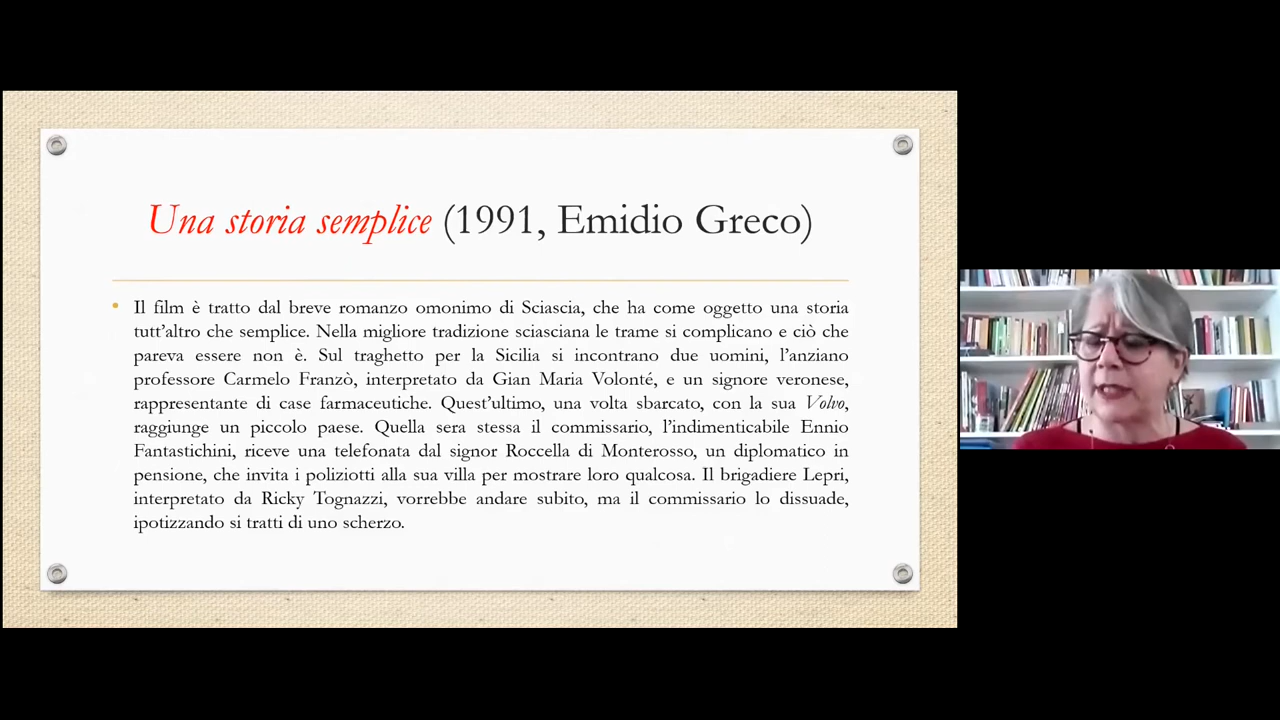 Una storia semplice (1991, Emidio Greco)
Il film è tratto dal breve romanzo omonimo di Sciascia, che ha come oggetto una storia
tutt'altro che semplice. Nella migliore tradizione sciasciana le trame si complicano e ciò che
pareva essere non è. Sul traghetto per la Sicilia si incontrano due uomini, l'anziano
professore Carmelo Franzò, interpretato da Gian Maria Volonté, e un signore veronese,
rappresentante di case farmaceutiche. Quest'ultimo, una volta sbarcato, con la sua Volvo,
raggiunge un piccolo paese. Quella sera stessa il commissario, l'indimenticabile Ennio
Fantastichini, riceve una telefonata dal signor Roccella di Monterosso, un diplomatico in
pensione, che invita i poliziotti alla sua villa per mostrare loro qualcosa. Il brigadiere Lepri,
interpretato da Ricky Tognazzi, vorrebbe andare subito, ma il commissario lo dissuade,
ipotizzando si tratti di uno scherzo.